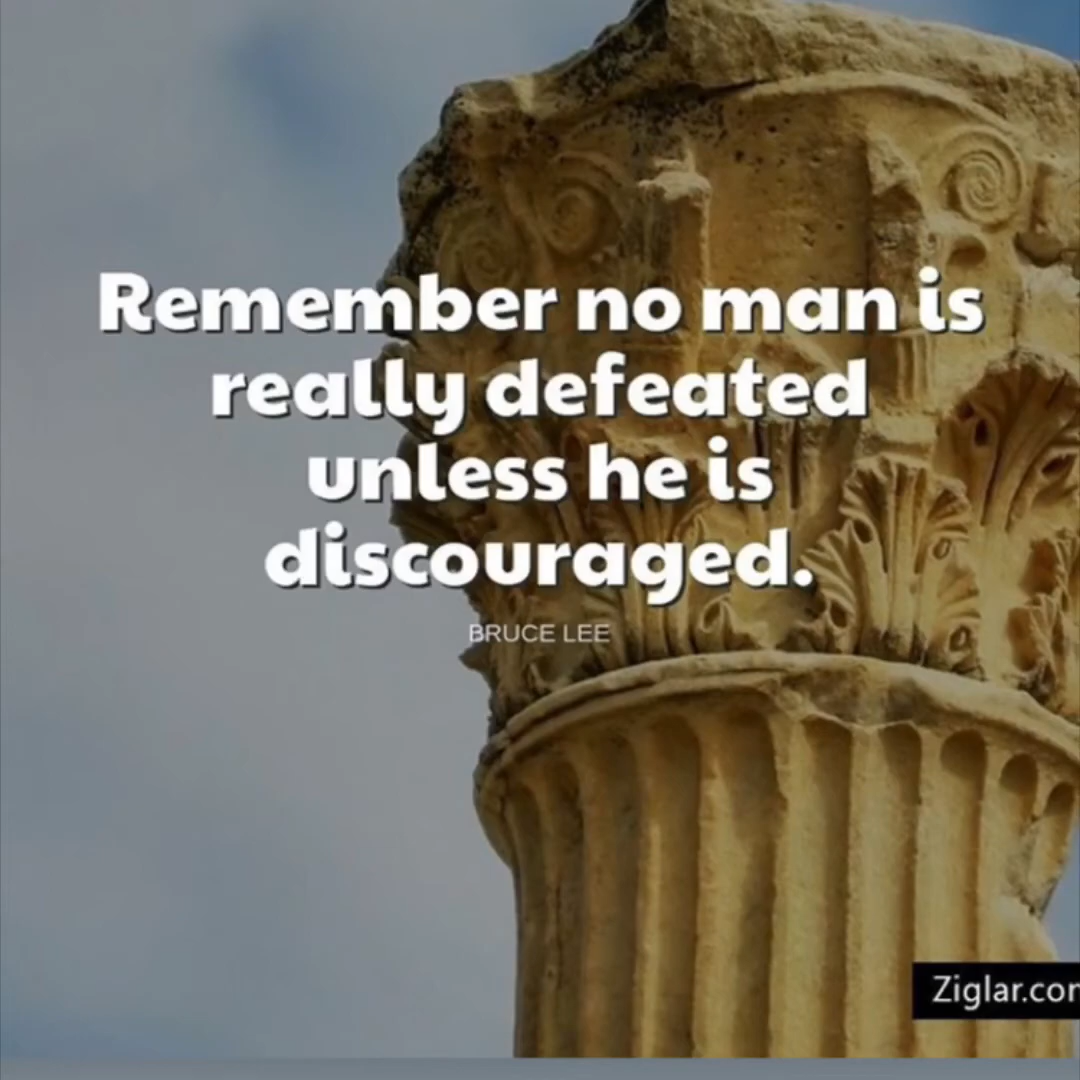 Remember no man is
really defeated
unless he is
discouraged.
BRUCE LEE
Ziglar.com